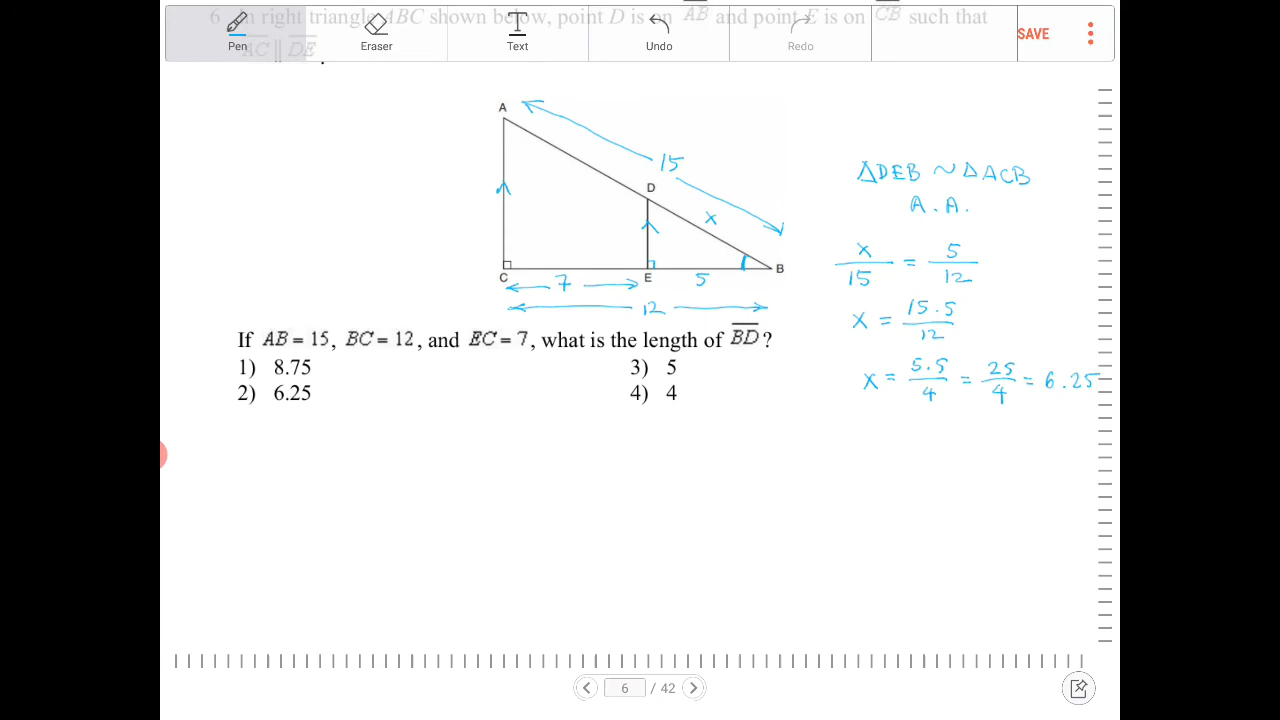 6 In right triangle ABC shown below, point D is on AB and point E is on CB such that
AC || DE
Pen
Eraser
Text
Undo
Redo
SAVE
A
15
D
x
C
7
E
5
B
12
ΔDEB ~ ΔACB
A.A.
x/15 = 5/12
x = 15.5/12
x = 5.5/4 = 25/4 = 6.25
If AB = 15, BC = 12, and EC = 7, what is the length of BD?
1) 8.75
2) 6.25
3) 5
4) 4
6 / 42